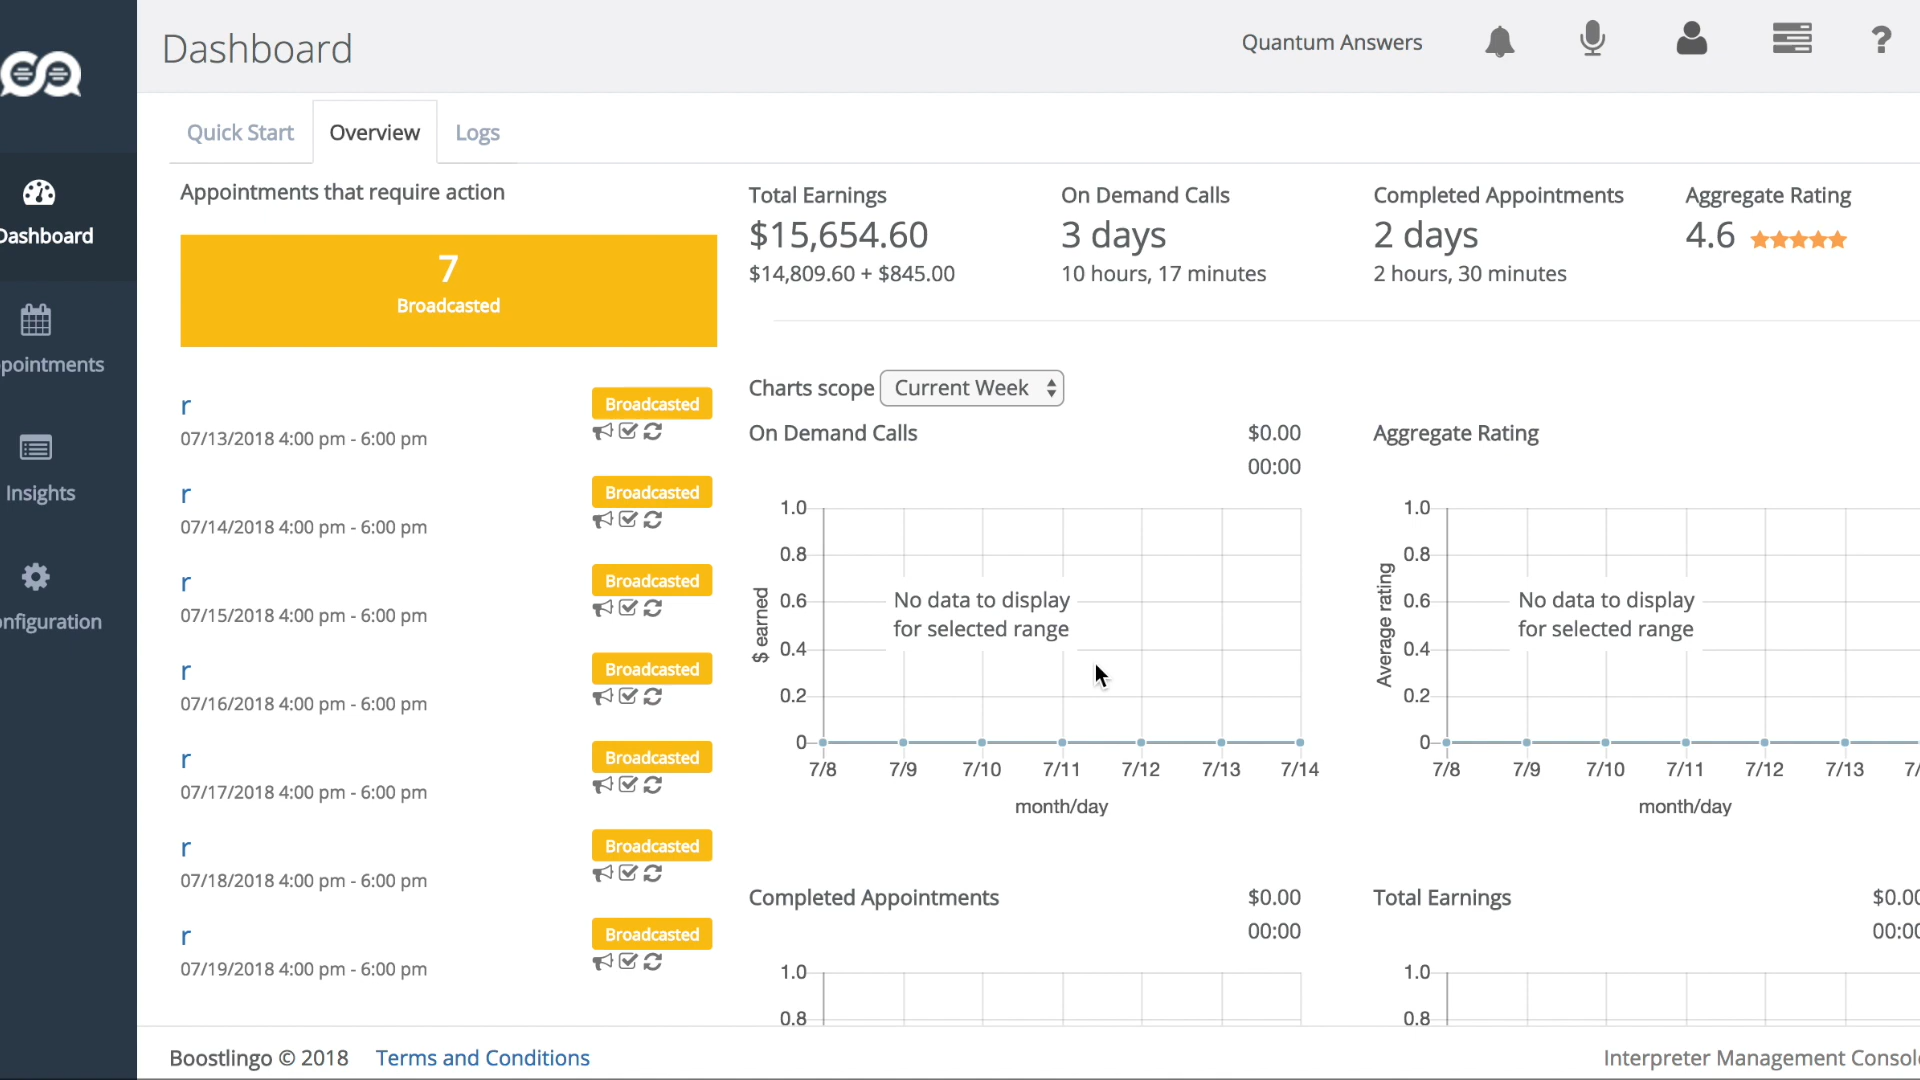 Dashboard
Quantum Answers
?
Dashboard
ppointments
Insights
onfiguration
Quick Start
Overview
Logs
Appointments that require action
7
Broadcasted
r
Broadcasted
07/13/2018 4:00 pm - 6:00 pm
r
Broadcasted
07/14/2018 4:00 pm - 6:00 pm
r
Broadcasted
07/15/2018 4:00 pm - 6:00 pm
r
Broadcasted
07/16/2018 4:00 pm - 6:00 pm
r
Broadcasted
07/17/2018 4:00 pm - 6:00 pm
r
Broadcasted
07/18/2018 4:00 pm - 6:00 pm
r
Broadcasted
07/19/2018 4:00 pm - 6:00 pm
Total Earnings
$15,654.60
$14,809.60 + $845.00
On Demand Calls
3 days
10 hours, 17 minutes
Completed Appointments
2 days
2 hours, 30 minutes
Aggregate Rating
4.6
Charts scope Current Week
On Demand Calls
$0.00
00:00
1.0
0.8
0.6
0.4
0.2
0
$ earned
No data to display
for selected range
7/8 7/9 7/10 7/11 7/12 7/13 7/14
month/day
Aggregate Rating
1.0
0.8
0.6
0.4
0.2
0
Average rating
No data to display
for selected range
7/8 7/9 7/10 7/11 7/12 7/13 7/
month/day
Completed Appointments
$0.00
00:00
1.0
0.8
Total Earnings
$0.00
00:00
1.0
0.8
Boostlingo © 2018
Terms and Conditions
Interpreter Management Console